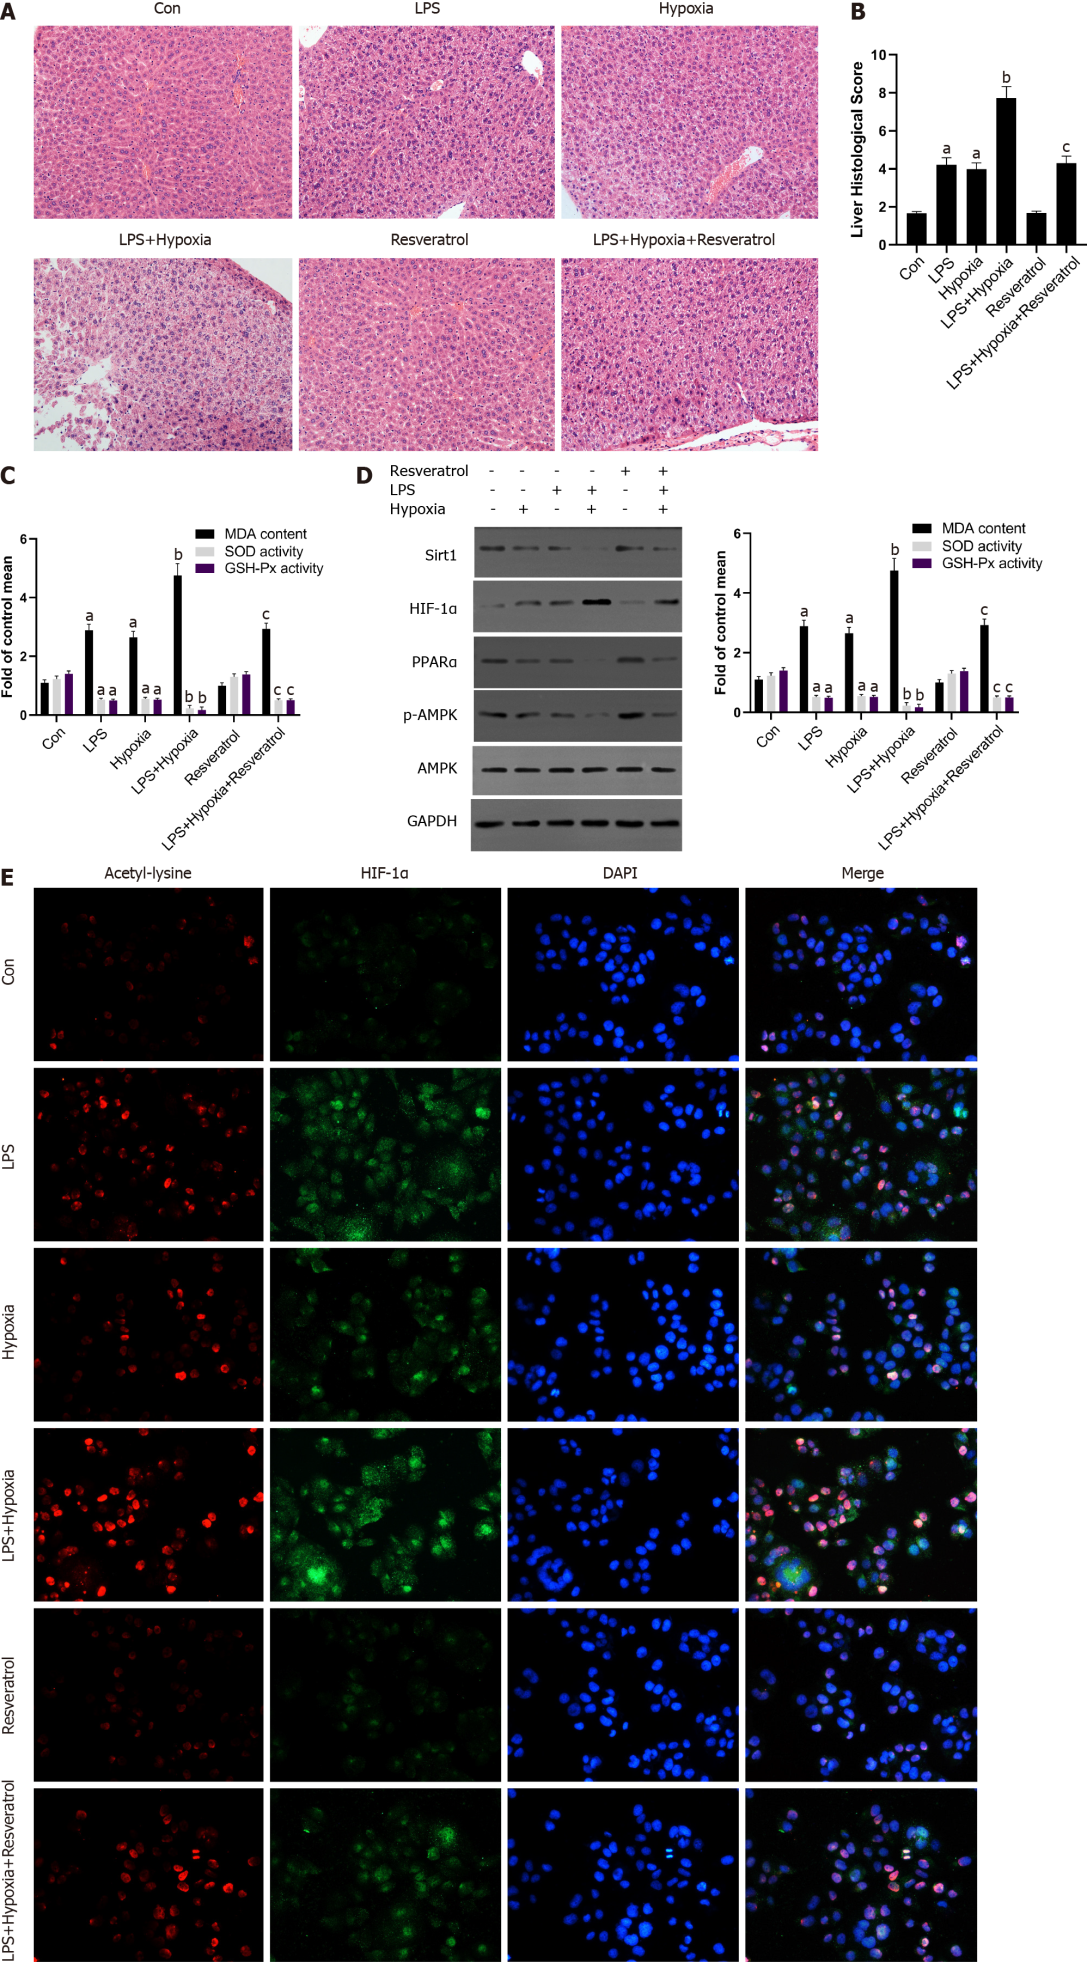 A
Con
LPS
Hypoxia
LPS+Hypoxia
Resveratrol
LPS+Hypoxia+Resveratrol
B
Liver Histological Score
10
8
6
4
2
0
a
a
b
c
Con
LPS
Hypoxia
LPS+Hypoxia
Resveratrol
LPS+Hypoxia+Resveratrol
C
MDA content
SOD activity
GSH-Px activity
Fold of control mean
6
4
2
0
a
a a
a
a a
b
b b
c
c c
Con
LPS
Hypoxia
LPS+Hypoxia
Resveratrol
LPS+Hypoxia+Resveratrol
D
Resveratrol - - - - + +
LPS - - + + - +
Hypoxia - + - + - +
Sirt1
HIF-1α
PPARα
p-AMPK
AMPK
GAPDH
MDA content
SOD activity
GSH-Px activity
Fold of control mean
6
4
2
0
a
a a
a
a a
b
b b
c
c c
Con
LPS
Hypoxia
LPS+Hypoxia
Resveratrol
LPS+Hypoxia+Resveratrol
E
Acetyl-lysine
HIF-1α
DAPI
Merge
Con
LPS
Hypoxia
LPS+Hypoxia
Resveratrol
LPS+Hypoxia+Resveratrol